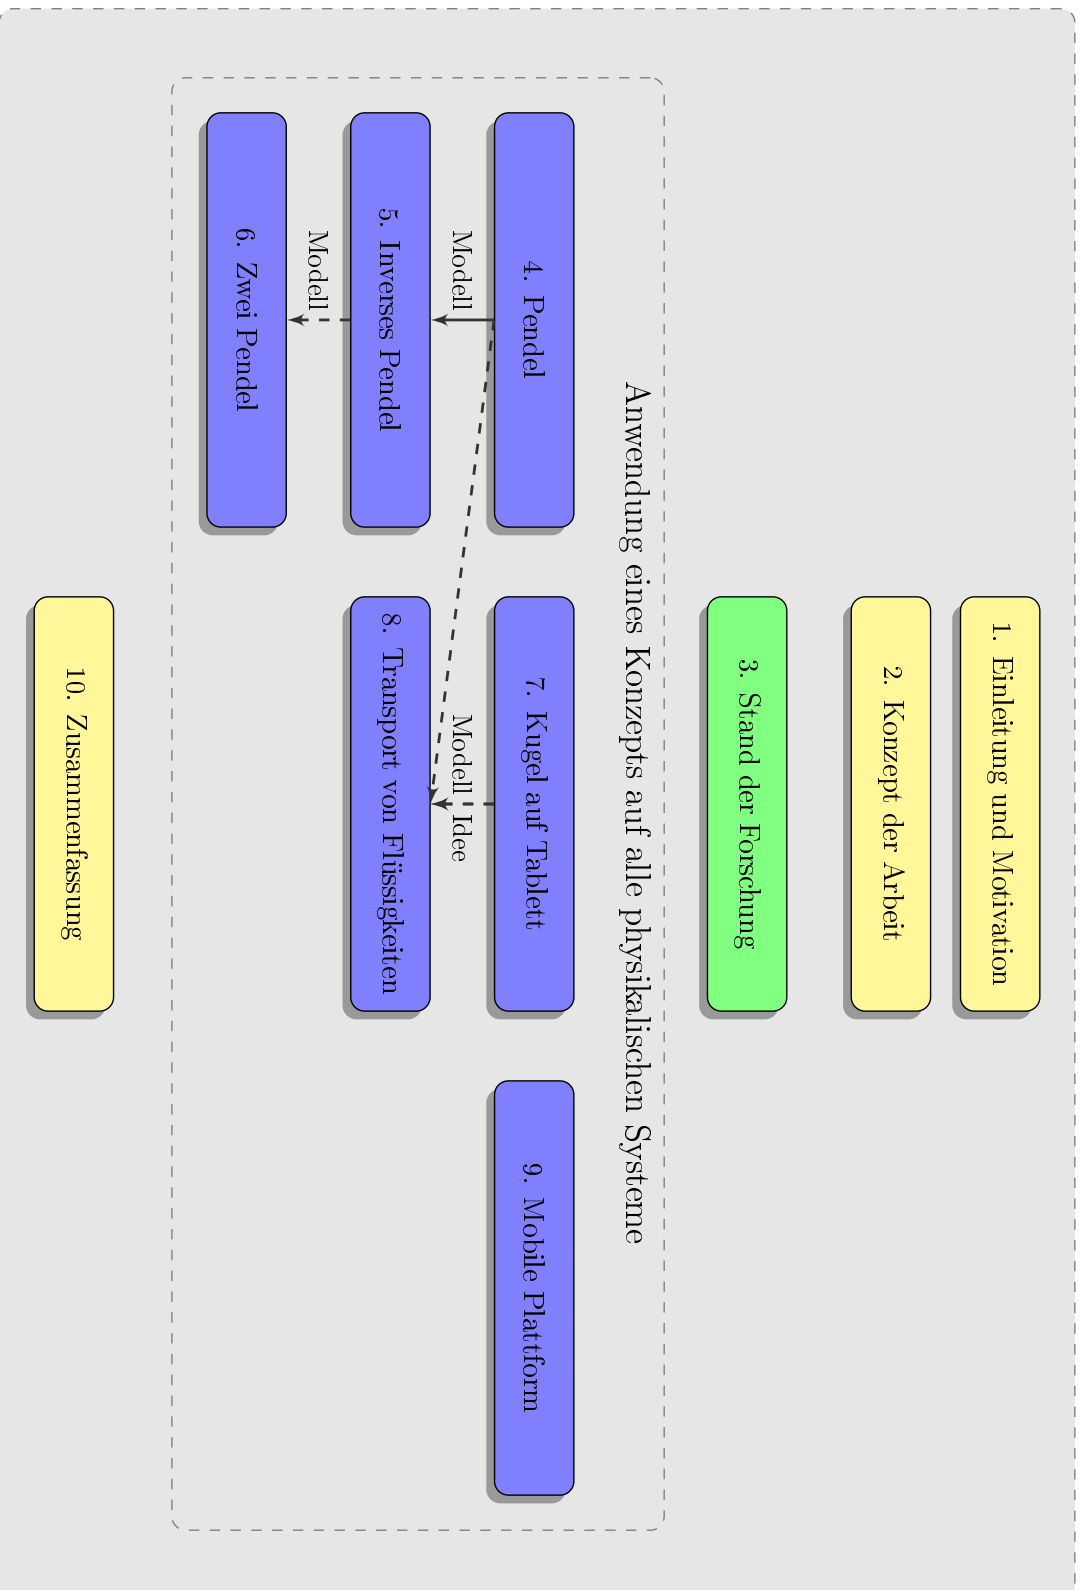 1. Einleitung und Motivation
2. Konzept der Arbeit
3. Stand der Forschung
Anwendung eines Konzepts auf alle physikalischen Systeme
4. Pendel
7. Kugel auf Tablett
9. Mobile Plattform
Modell
Modell
Idee
5. Inverses Pendel
8. Transport von Flüssigkeiten
Modell
6. Zwei Pendel
10. Zusammenfassung